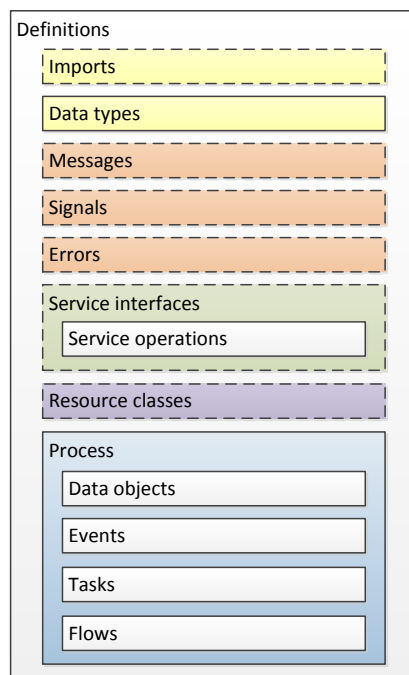 Definitions
Imports
Data types
Messages
Signals
Errors
Service interfaces
Service operations
Resource classes
Process
Data objects
Events
Tasks
Flows